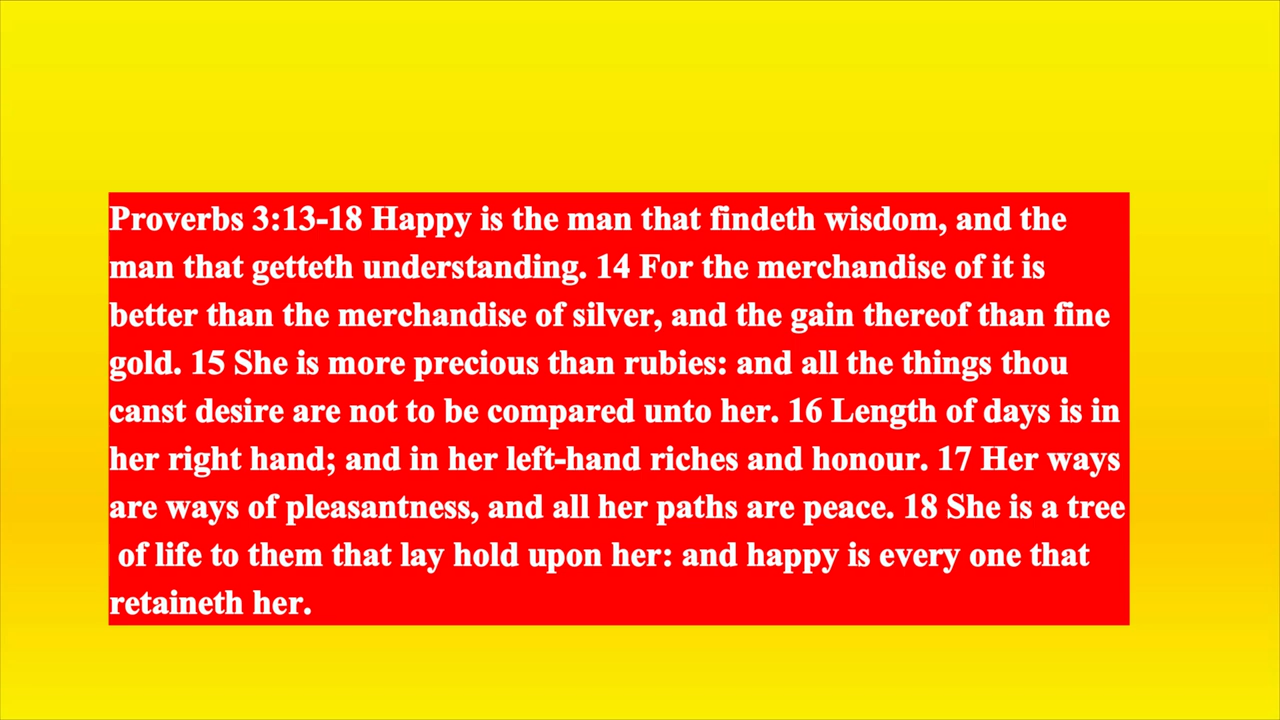 Proverbs 3:13-18 Happy is the man that findeth wisdom, and the
man that getteth understanding. 14 For the merchandise of it is
better than the merchandise of silver, and the gain thereof than fine
gold. 15 She is more precious than rubies: and all the things thou
canst desire are not to be compared unto her. 16 Length of days is in
her right hand; and in her left-hand riches and honour. 17 Her ways
are ways of pleasantness, and all her paths are peace. 18 She is a tree
of life to them that lay hold upon her: and happy is every one that
retaineth her.